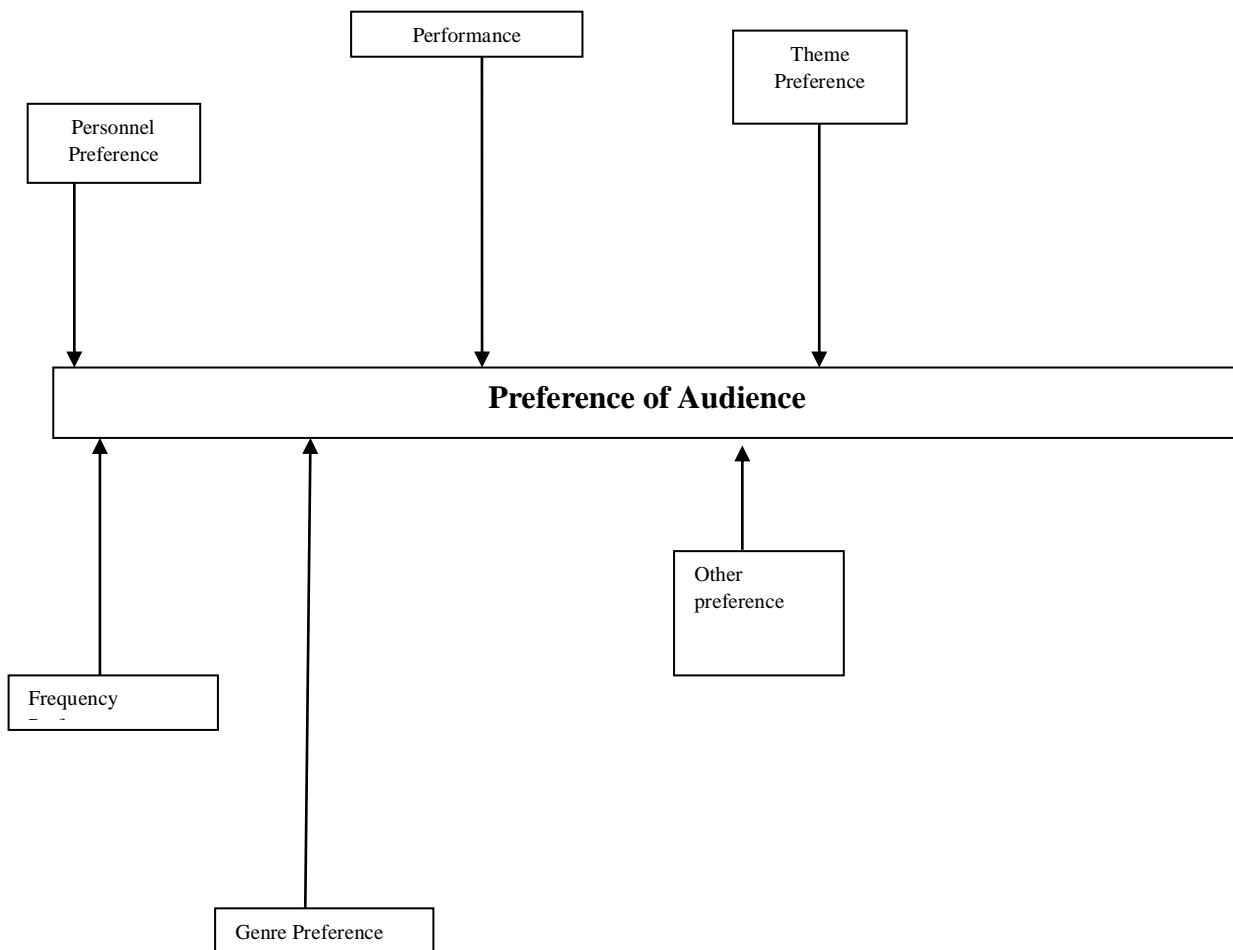 Performance
Theme
Preference
Personnel
Preference
Preference of Audience
Other
preference
Frequency
Genre Preference